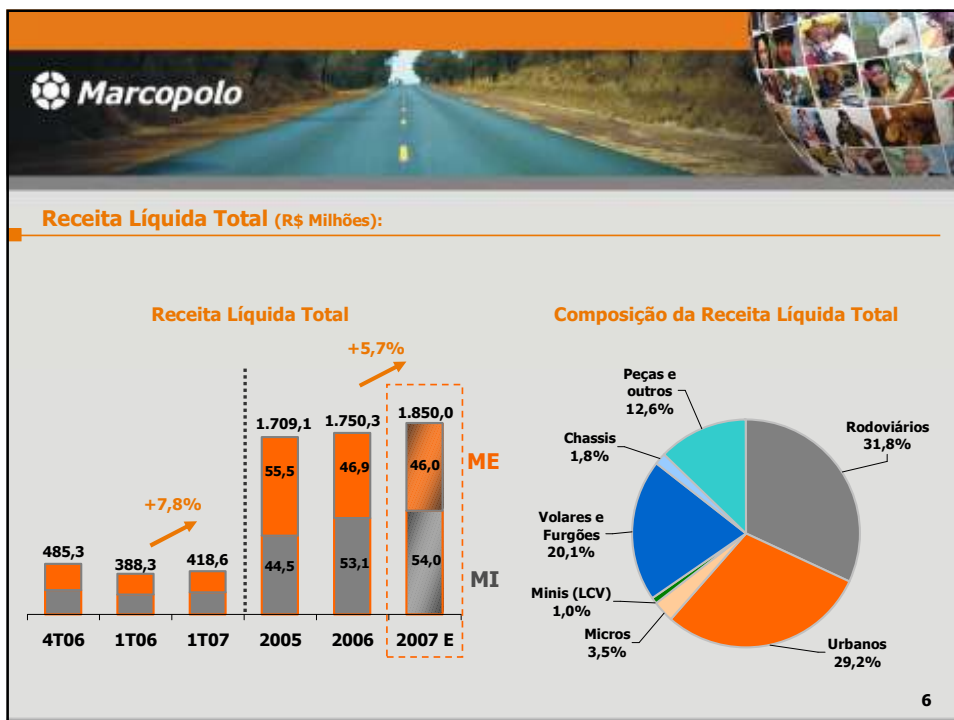 Marcopolo
Receita Líquida Total (R$ Milhões):
Receita Líquida Total
+5,7%
1.709,1
1.750,3
1.850,0
55,5
46,9
46,0
ME
+7,8%
485,3
388,3
418,6
44,5
53,1
54,0
MI
4T06
1T06
1T07
2005
2006
2007 E
Composição da Receita Líquida Total
Peças e
outros
12,6%
Rodoviários
31,8%
Chassis
1,8%
Volares e
Furgões
20,1%
Minis (LCV)
1,0%
Micros
3,5%
Urbanos
29,2%
6